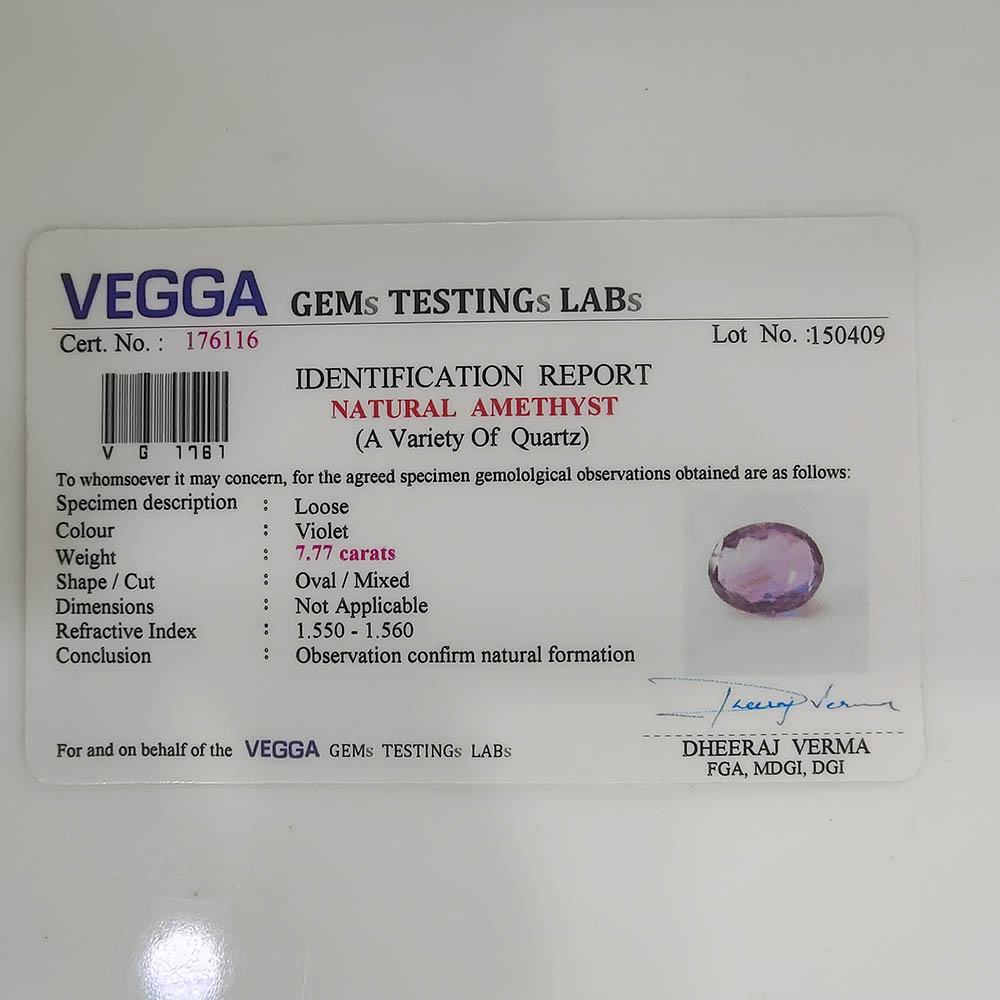 VEGGA GEMs TESTINGs LABs
Cert. No. : 176116
Lot No. :150409
V G 1761
IDENTIFICATION REPORT
NATURAL AMETHYST
(A Variety Of Quartz)
To whomsoever it may concern, for the agreed specimen gemololgical observations obtained are as follows:
Specimen description : Loose
Colour : Violet
Weight : 7.77 carats
Shape / Cut : Oval / Mixed
Dimensions : Not Applicable
Refractive Index : 1.550 - 1.560
Conclusion : Observation confirm natural formation
Dheeraj Verma
For and on behalf of the VEGGA GEMs TESTINGs LABs
DHEERAJ VERMA
FGA, MDGI, DGI